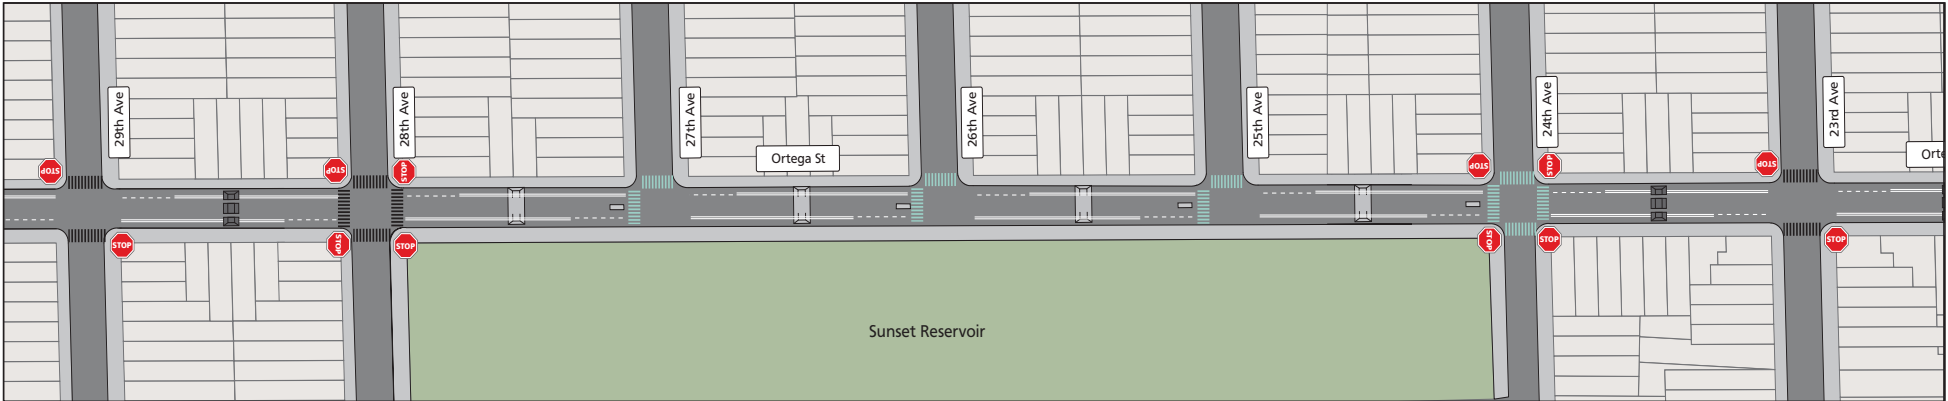 29th Ave
28th Ave
27th Ave
26th Ave
25th Ave
24th Ave
23rd Ave
Ortega St
Orte
STOP
STOP
STOP
STOP
STOP
STOP
STOP
STOP
STOP
STOP
STOP
STOP
Sunset Reservoir